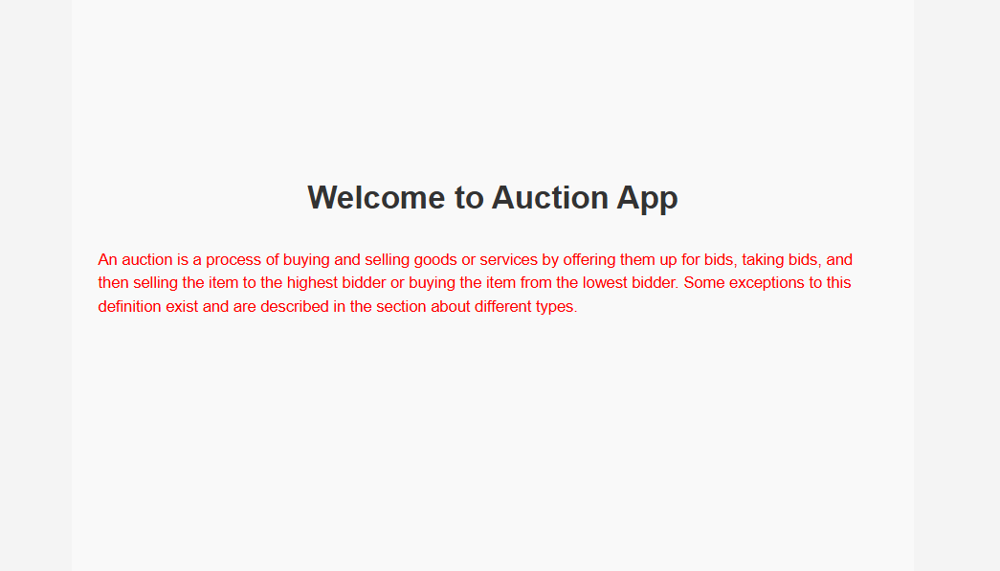 Welcome to Auction App
An auction is a process of buying and selling goods or services by offering them up for bids, taking bids, and
then selling the item to the highest bidder or buying the item from the lowest bidder. Some exceptions to this
definition exist and are described in the section about different types.